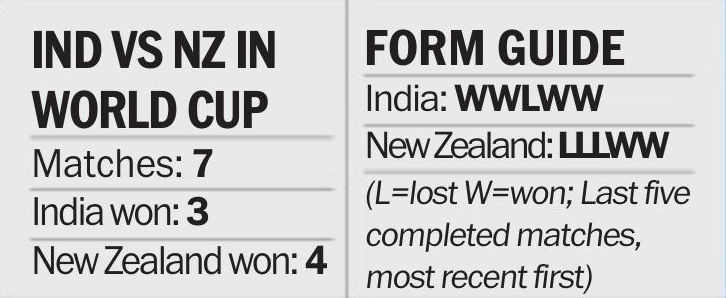 IND VS NZ IN
WORLD CUP
Matches: 7
India won: 3
New Zealand won: 4
FORM GUIDE
India: WWLWW
New Zealand: LLLWW
(L=lost W=won; Last five
completed matches,
most recent first)